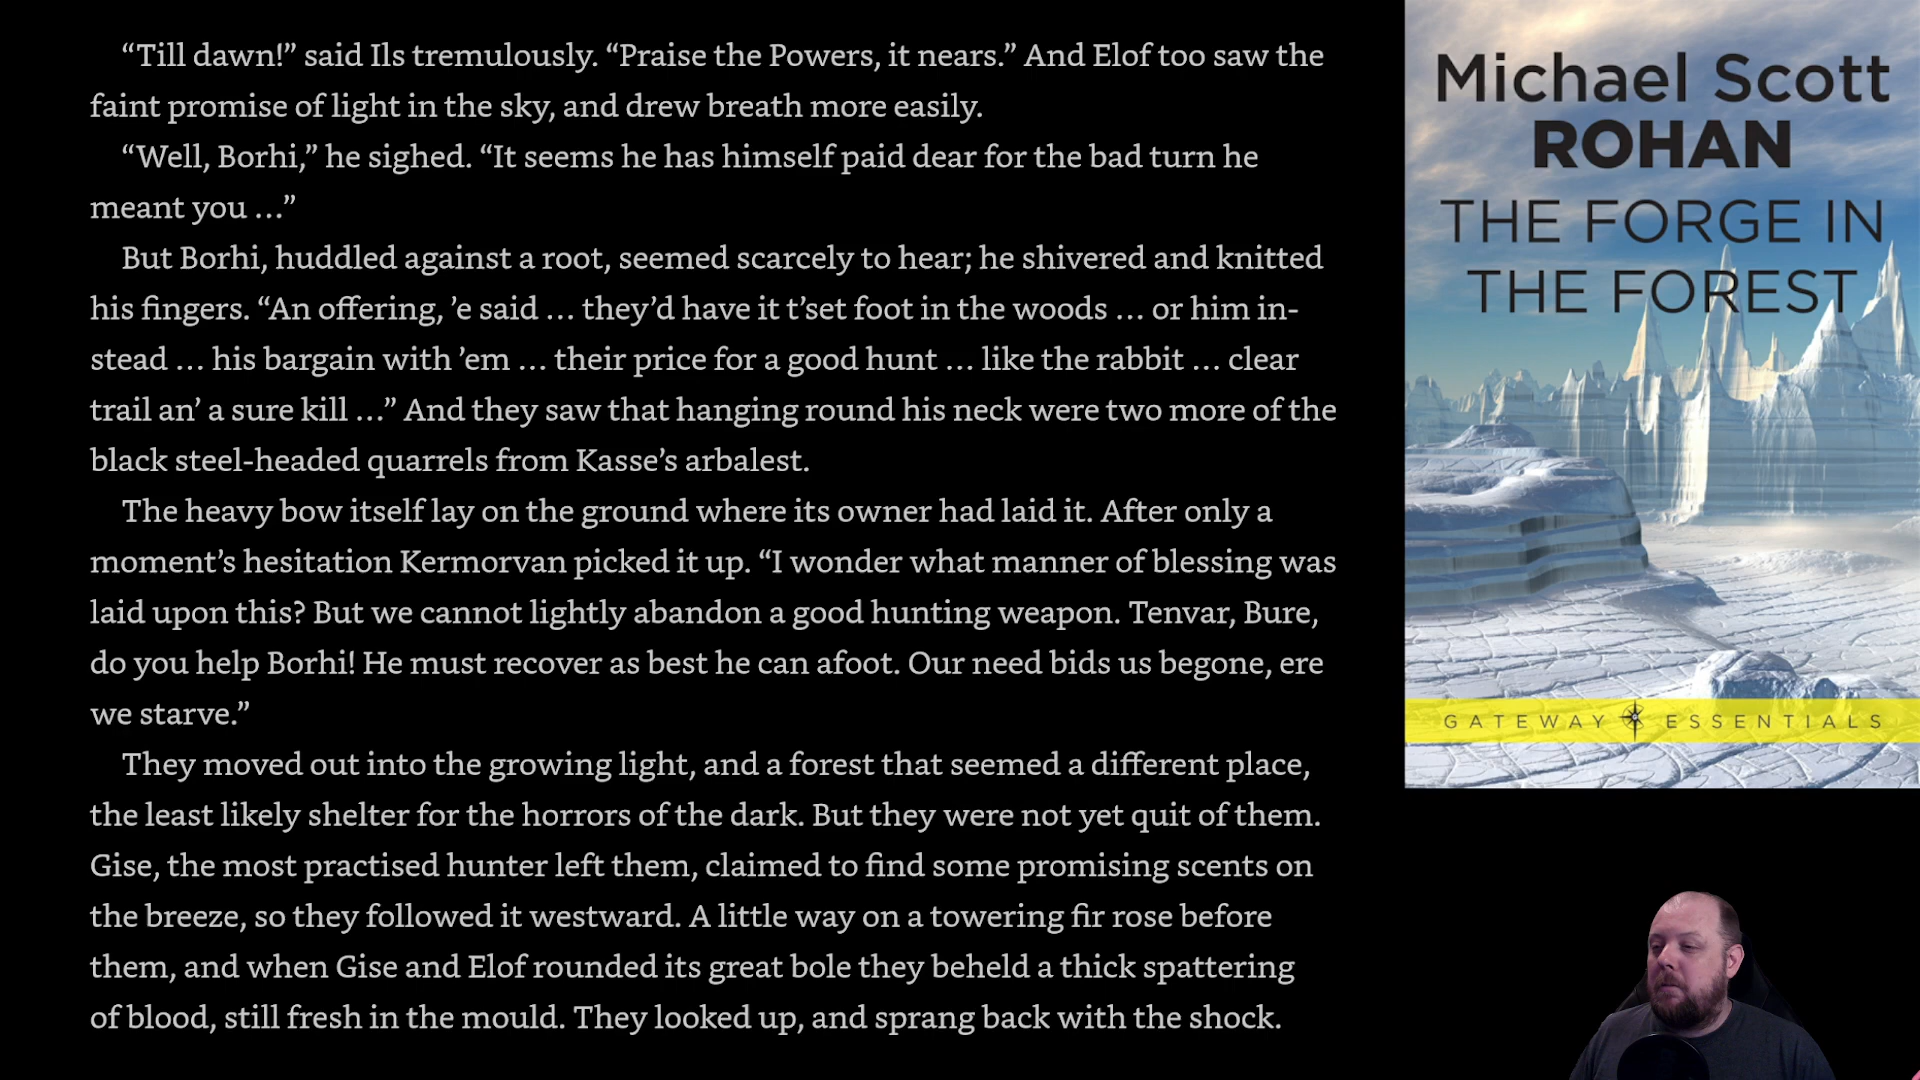 “Till dawn!” said Ils tremulously. “Praise the Powers, it nears.” And Elof too saw the
faint promise of light in the sky, and drew breath more easily.
“Well, Borhi,” he sighed. “It seems he has himself paid dear for the bad turn he
meant you …”
But Borhi, huddled against a root, seemed scarcely to hear; he shivered and knitted
his fingers. “An offering, ’e said … they’d have it t’set foot in the woods … or him in-
stead … his bargain with ’em … their price for a good hunt … like the rabbit … clear
trail an’ a sure kill …” And they saw that hanging round his neck were two more of the
black steel-headed quarrels from Kasse’s arbalest.
The heavy bow itself lay on the ground where its owner had laid it. After only a
moment’s hesitation Kermorvan picked it up. “I wonder what manner of blessing was
laid upon this? But we cannot lightly abandon a good hunting weapon. Tenvar, Bure,
do you help Borhi! He must recover as best he can afoot. Our need bids us begone, ere
we starve.”
They moved out into the growing light, and a forest that seemed a different place,
the least likely shelter for the horrors of the dark. But they were not yet quit of them.
Gise, the most practised hunter left them, claimed to find some promising scents on
the breeze, so they followed it westward. A little way on a towering fir rose before
them, and when Gise and Elof rounded its great bole they beheld a thick spattering
of blood, still fresh in the mould. They looked up, and sprang back with the shock.
Michael Scott
ROHAN
THE FORGE IN
THE FOREST
GATEWAY ESSENTIALS